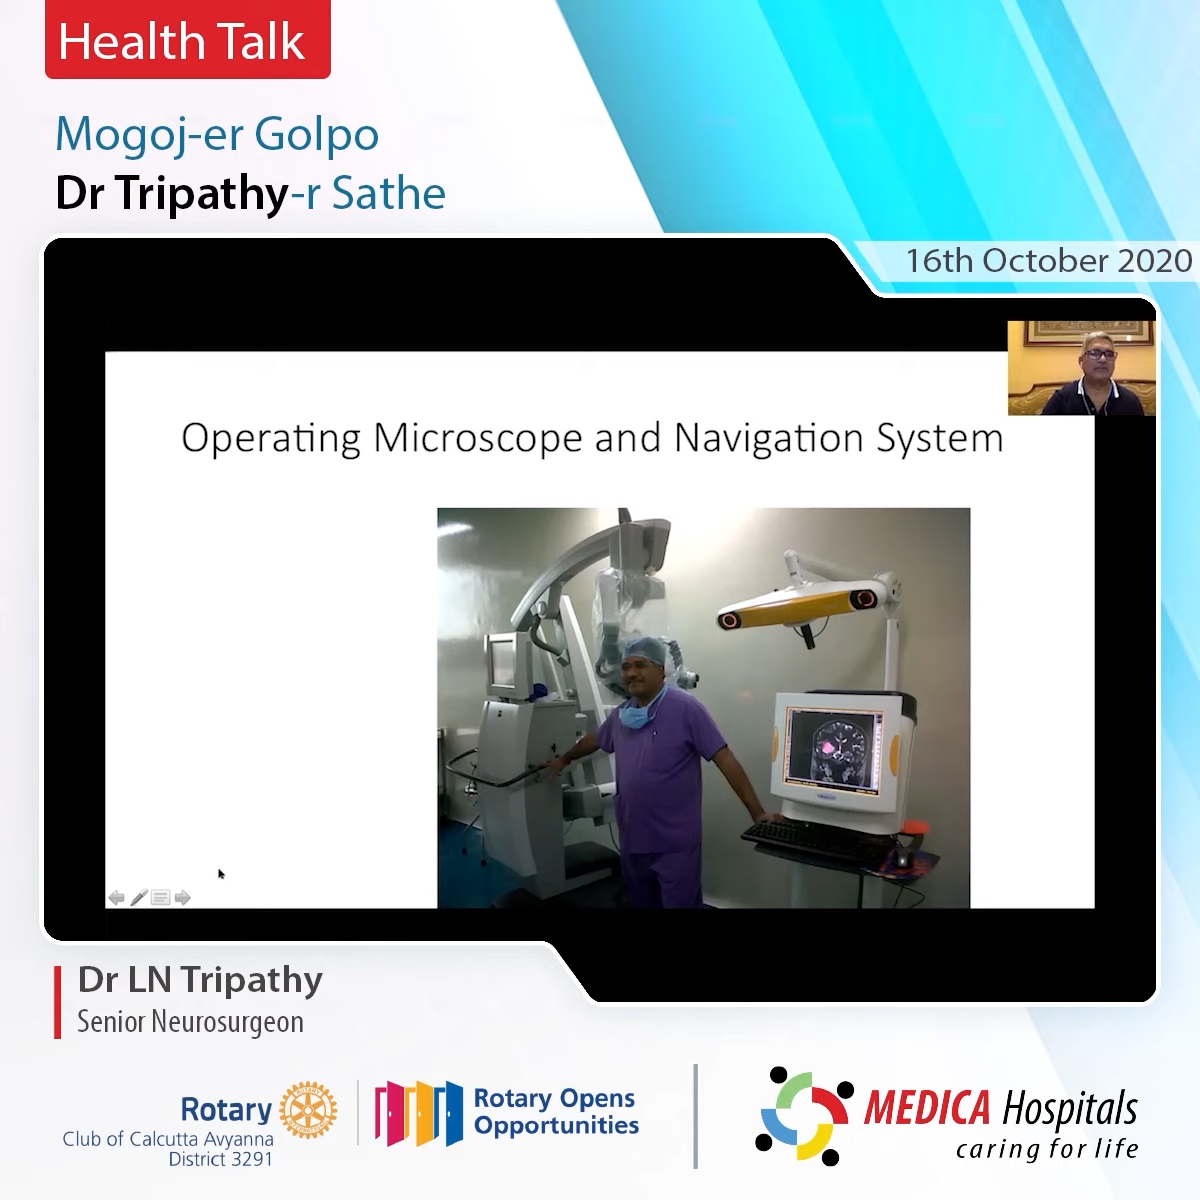 Health Talk
Mogoj-er Golpo
Dr Tripathy-r Sathe
16th October 2020
Operating Microscope and Navigation System
Dr LN Tripathy
Senior Neurosurgeon
Rotary
Club of Calcutta Avyanna
District 3291
Rotary Opens
Opportunities
MEDICA Hospitals
caring for life